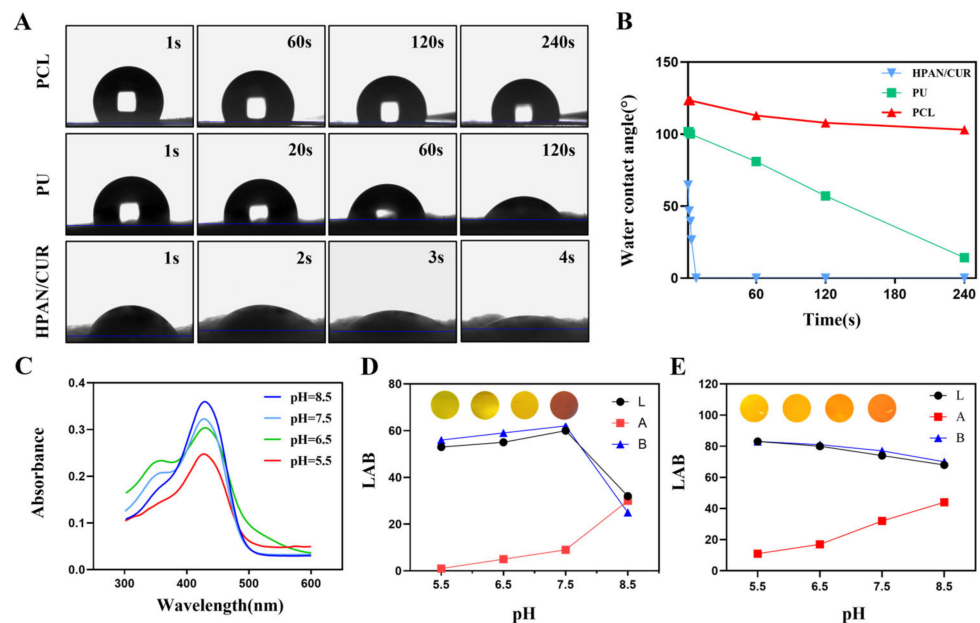 A
PCL
1s
60s
120s
240s
PU
1s
20s
60s
120s
HPAN/CUR
1s
2s
3s
4s
B
Water contact angle(°)
150
100
50
0
60
120
180
240
Time(s)
HPAN/CUR
PU
PCL
C
Absorbance
0.4
0.3
0.2
0.1
0.0
300
400
500
600
Wavelength(nm)
pH=8.5
pH=7.5
pH=6.5
pH=5.5
D
LAB
80
60
40
20
0
5.5
6.5
7.5
8.5
pH
L
A
B
E
LAB
120
100
80
60
40
20
0
5.5
6.5
7.5
8.5
pH
L
A
B